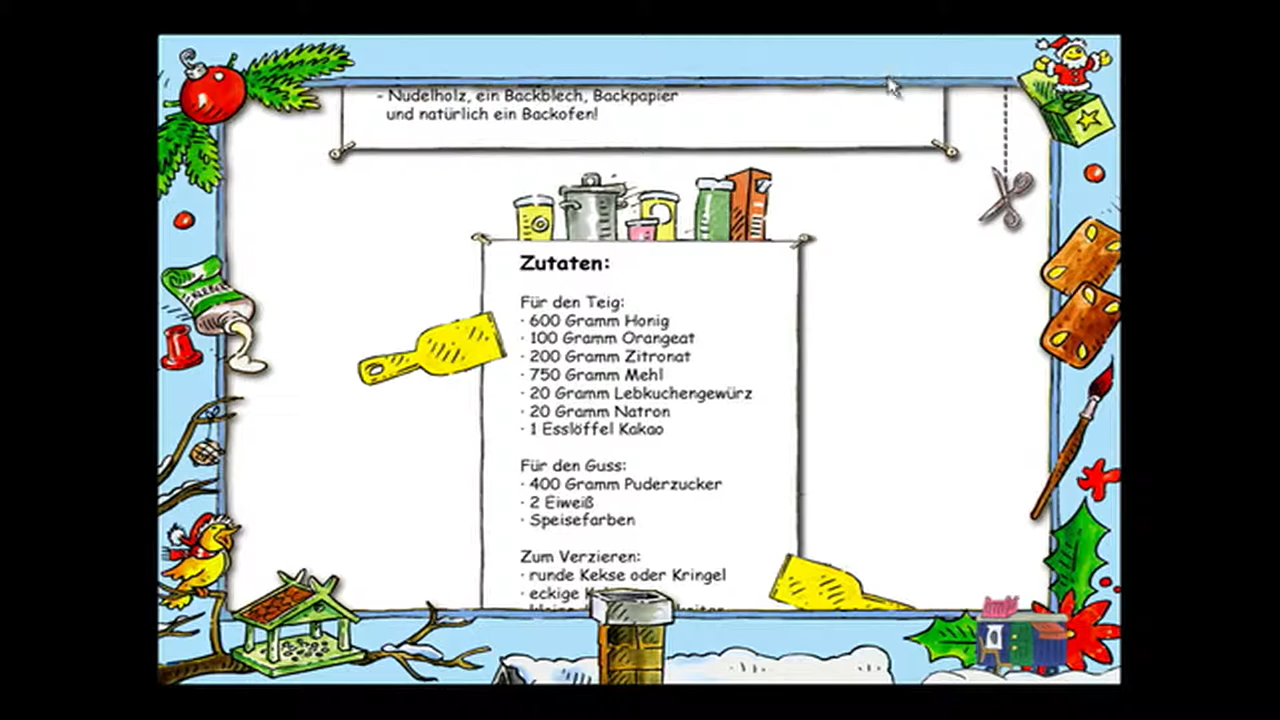 - Nudelholz, ein Backblech, Backpapier
und natürlich ein Backofen!
KLEBER
Zutaten:
Für den Teig:
· 600 Gramm Honig
· 100 Gramm Orangeat
· 200 Gramm Zitronat
· 750 Gramm Mehl
· 20 Gramm Lebkuchengewürz
· 20 Gramm Natron
· 1 Esslöffel Kakao
Für den Guss:
· 400 Gramm Puderzucker
· 2 Eiweiß
· Speisefarben
Zum Verzieren:
· runde Kekse oder Kringel
· eckige